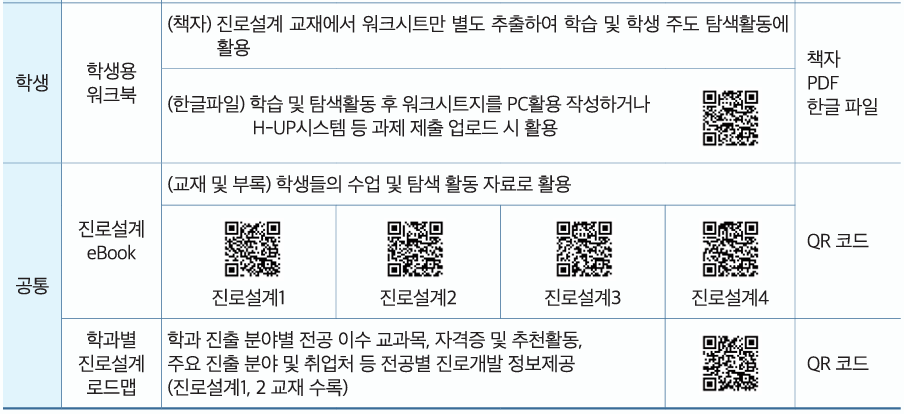 학생
학생용
워크북
(책자) 진로설계 교재에서 워크시트만 별도 추출하여 학습 및 학생 주도 탐색활동에
활용
(한글파일) 학습 및 탐색활동 후 워크시트지를 PC활용 작성하거나
H-UP시스템 등 과제 제출 업로드 시 활용
책자
PDF
한글 파일
공통
진로설계
eBook
(교재 및 부록) 학생들의 수업 및 탐색 활동 자료로 활용
진로설계1
진로설계2
진로설계3
진로설계4
QR 코드
학과별
진로설계
로드맵
학과 진출 분야별 전공 이수 교과목, 자격증 및 추천활동,
주요 진출 분야 및 취업처 등 전공별 진로개발 정보제공
(진로설계1, 2 교재 수록)
QR 코드